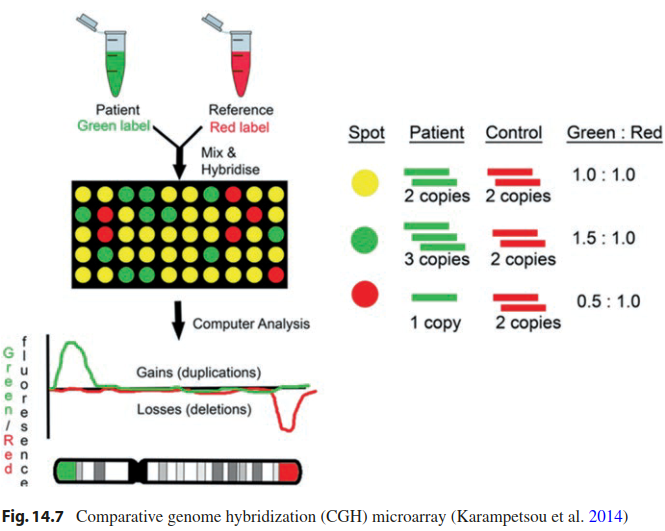 Patient
Green label
Reference
Red label
Mix &
Hybridise
Computer Analysis
Green/Red
fluoresence
Gains (duplications)
Losses (deletions)
Spot Patient Control Green : Red
2 copies 2 copies 1.0 : 1.0
3 copies 2 copies 1.5 : 1.0
1 copy 2 copies 0.5 : 1.0
Fig. 14.7 Comparative genome hybridization (CGH) microarray (Karampetsou et al. 2014)